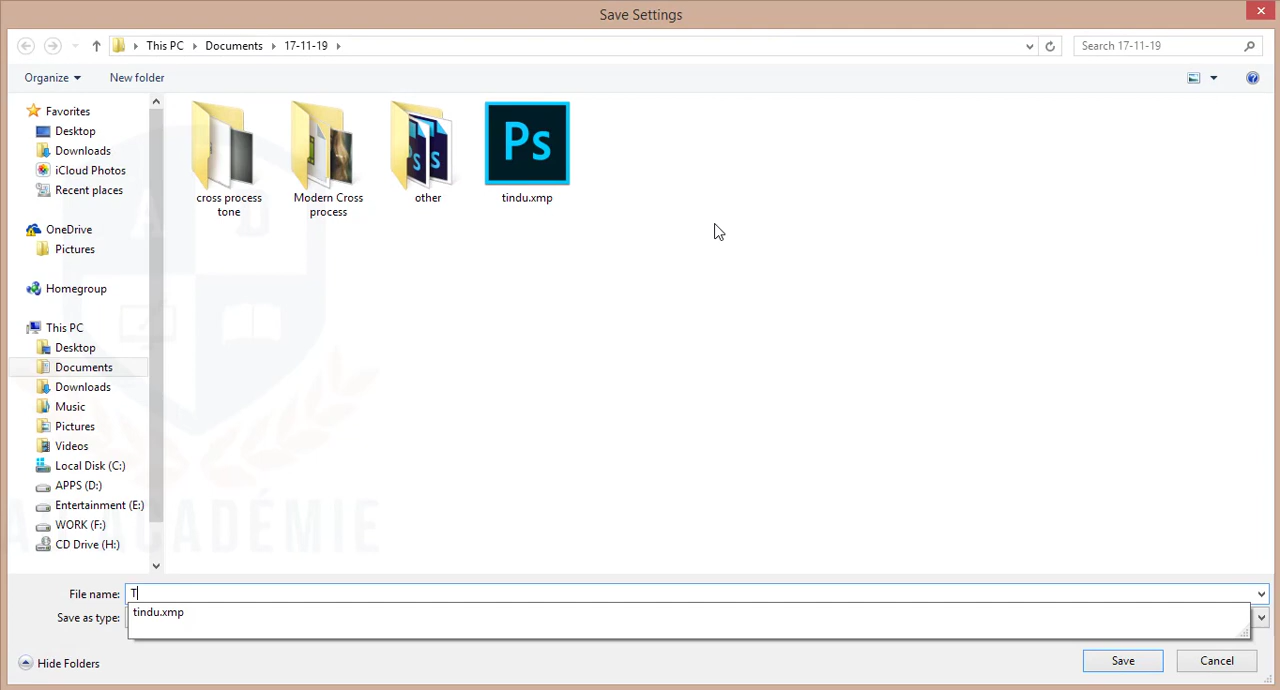 Save Settings
This PC Documents 17-11-19
Search 17-11-19
Organize
New folder
Favorites
Desktop
Downloads
iCloud Photos
Recent places
OneDrive
Pictures
Homegroup
This PC
Desktop
Documents
Downloads
Music
Pictures
Videos
Local Disk (C:)
APPS (D:)
Entertainment (E:)
WORK (F:)
CD Drive (H:)
cross process
tone
Modern Cross
process
other
Ps
tindu.xmp
File name: T
tindu.xmp
Save as type:
Hide Folders
Save
Cancel